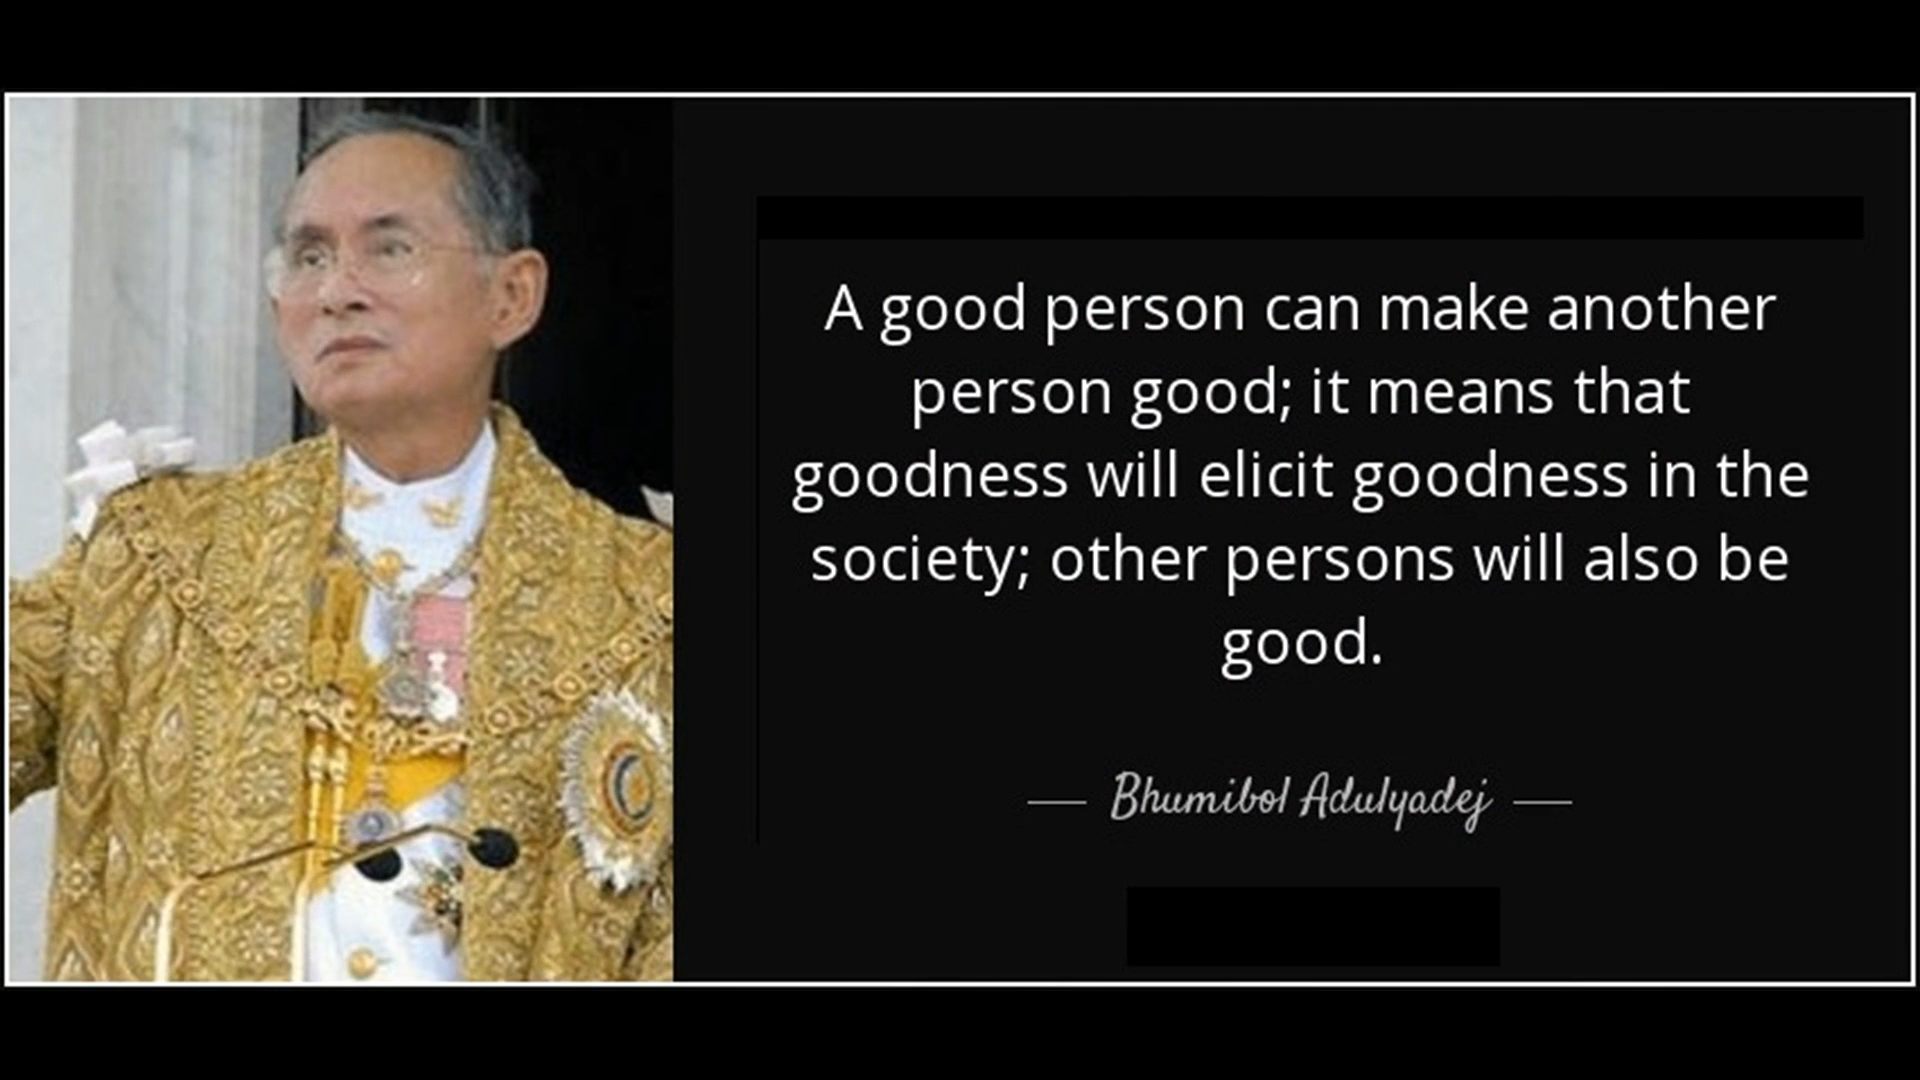 A good person can make another
person good; it means that
goodness will elicit goodness in the
society; other persons will also be
good.
— Bhumibol Adulyadej —